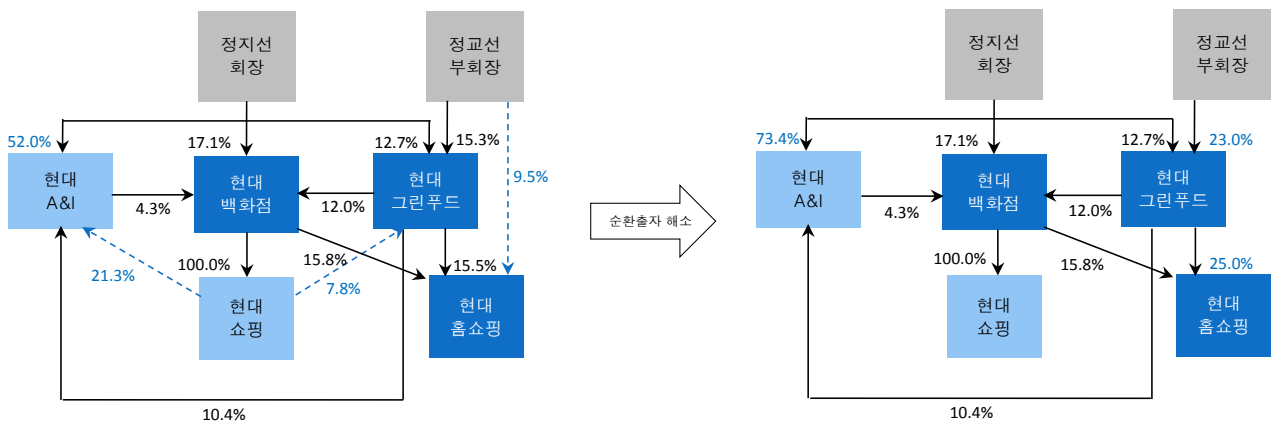 정지선
회장
정교선
부회장
52.0%
17.1%
12.7%
15.3%
9.5%
현대
A&I
현대
백화점
현대
그린푸드
4.3%
12.0%
21.3%
100.0%
15.8%
7.8%
15.5%
현대
쇼핑
현대
홈쇼핑
10.4%
순환출자 해소
정지선
회장
정교선
부회장
73.4%
17.1%
12.7%
23.0%
현대
A&I
현대
백화점
현대
그린푸드
4.3%
12.0%
100.0%
15.8%
25.0%
현대
쇼핑
현대
홈쇼핑
10.4%